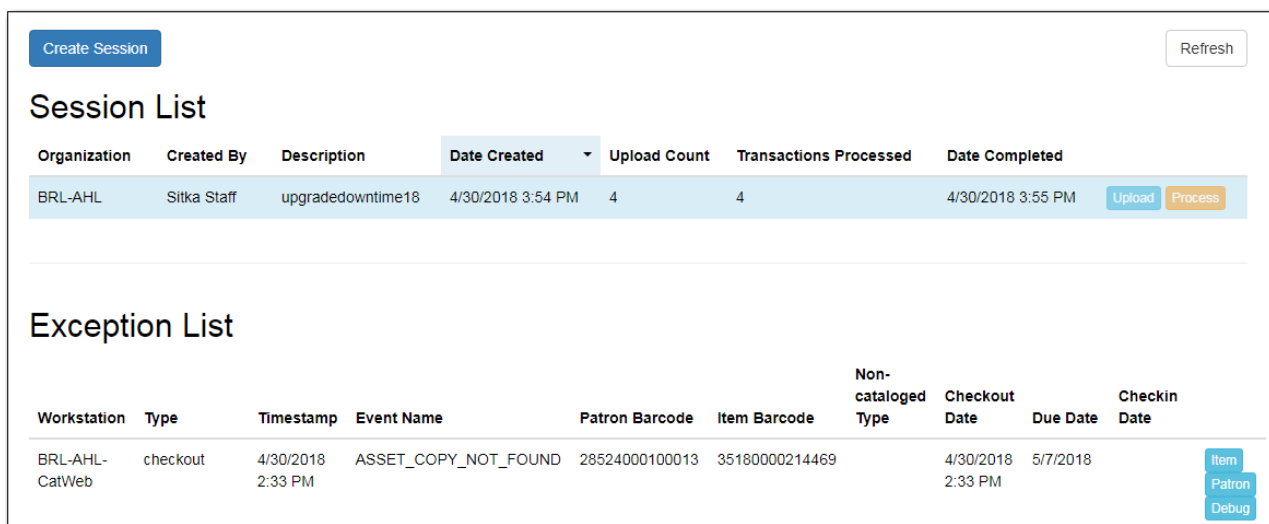 Create Session
Refresh
Session List
Organization Created By Description Date Created Upload Count Transactions Processed Date Completed
BRL-AHL Sitka Staff upgradedowntime18 4/30/2018 3:54 PM 4 4 4/30/2018 3:55 PM Upload Process
Exception List
Non-
cataloged Checkout Checkin
Workstation Type Timestamp Event Name Patron Barcode Item Barcode Type Date Due Date Date
BRL-AHL- checkout 4/30/2018 ASSET_COPY_NOT_FOUND 28524000100013 35180000214469 4/30/2018 5/7/2018 Item
CatWeb 2:33 PM 2:33 PM Patron
Debug